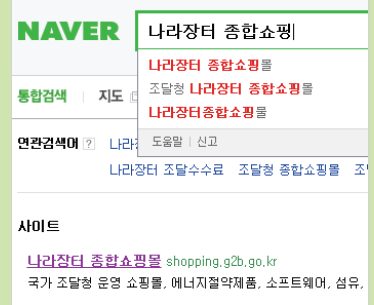 NAVER
나라장터 종합쇼핑
나라장터 종합쇼핑몰
조달청 나라장터 종합쇼핑몰
나라장터종합쇼핑몰
통합검색 지도
도움말 신고
연관검색어 ? 나라장
나라장터 조달수수료 조달청 종합쇼핑몰
사이트
나라장터 종합쇼핑몰 shopping.g2b.go.kr
국가 조달청 운영 쇼핑몰, 에너지절약제품, 소프트웨어, 섬유,